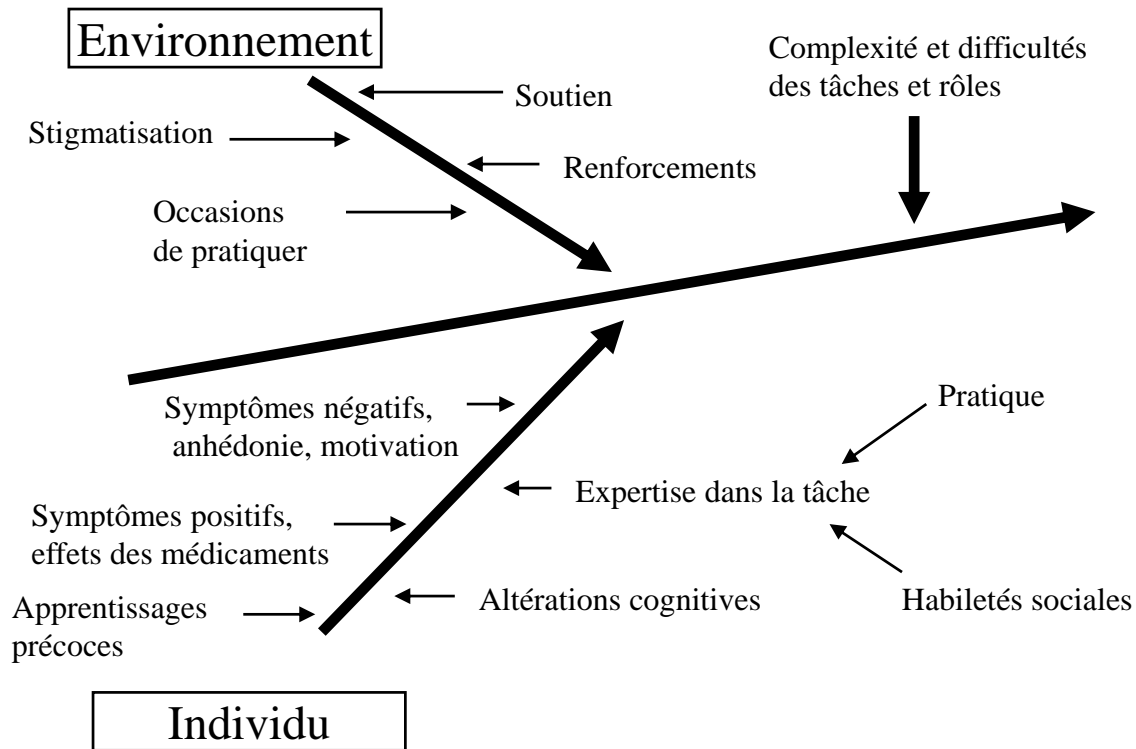 Environnement
Complexité et difficultés
des tâches et rôles
Soutien
Stigmatisation
Renforcements
Occasions
de pratiquer
Symptômes négatifs,
anhédonie, motivation
Pratique
Expertise dans la tâche
Symptômes positifs,
effets des médicaments
Apprentissages
précoces
Altérations cognitives
Habiletés sociales
Individu